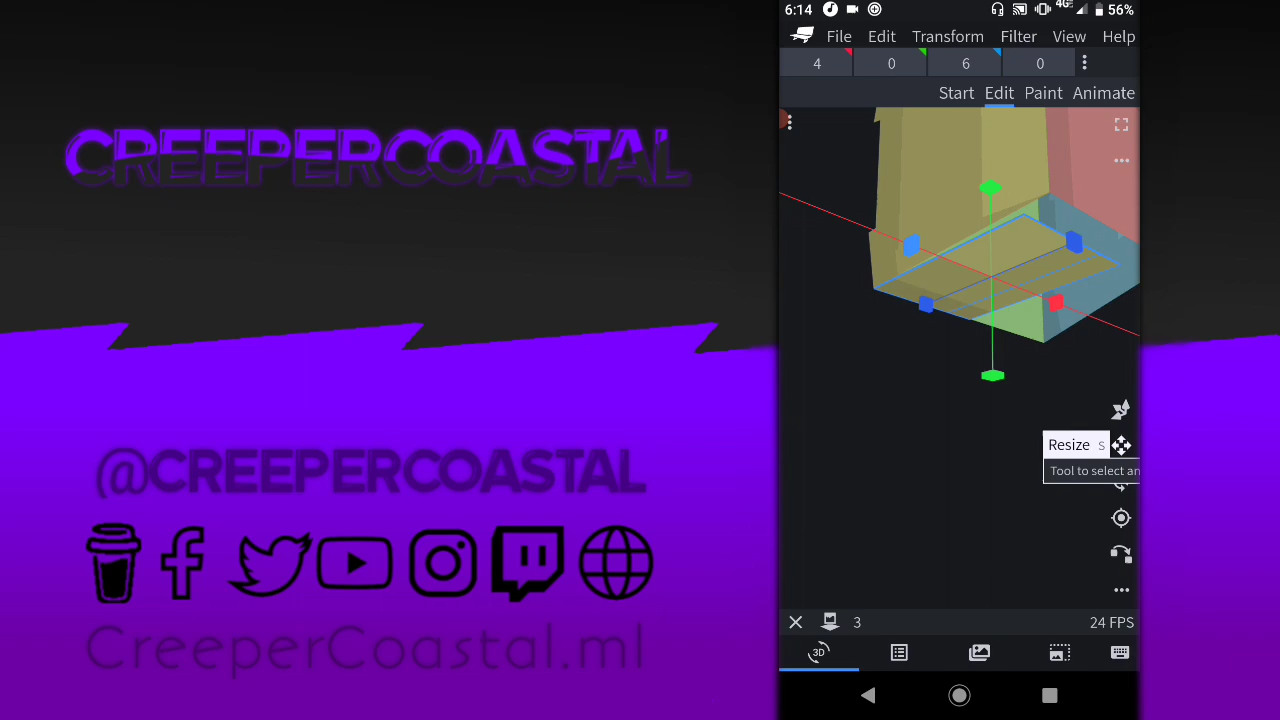 CREEPERCOASTAL
@CREEPERCOASTAL
CreeperCoastal.ml
6:14 4G 56%
File Edit Transform Filter View Help
4 0 6 0
Start Edit Paint Animate
Resize S
Tool to select an
3 24 FPS
3D